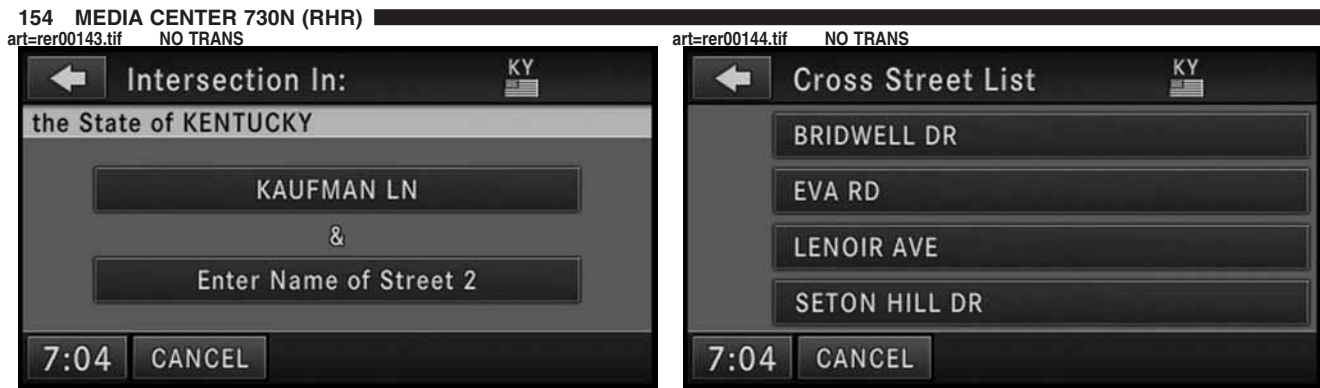 154 MEDIA CENTER 730N (RHR)
art=rer00143.tif NO TRANS
Intersection In:
KY
the State of KENTUCKY
KAUFMAN LN
&
Enter Name of Street 2
7:04 CANCEL
art=rer00144.tif NO TRANS
Cross Street List
KY
BRIDWELL DR
EVA RD
LENOIR AVE
SETON HILL DR
7:04 CANCEL